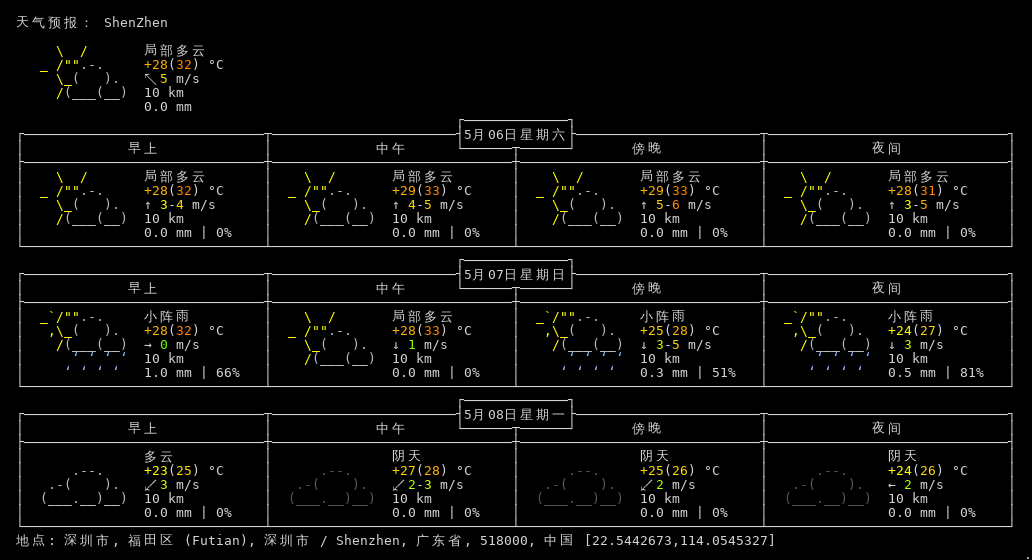 天气预报： ShenZhen
局部多云
+28(32) °C
↖ 5 m/s
10 km
0.0 mm
5月06日星期六
早上 中午 傍晚 夜间
局部多云 局部多云 局部多云 局部多云
+28(32) °C +29(33) °C +29(33) °C +28(31) °C
↑ 3-4 m/s ↑ 4-5 m/s ↑ 5-6 m/s ↑ 3-5 m/s
10 km 10 km 10 km 10 km
0.0 mm | 0% 0.0 mm | 0% 0.0 mm | 0% 0.0 mm | 0%
5月07日星期日
早上 中午 傍晚 夜间
小阵雨 局部多云 小阵雨 小阵雨
+28(32) °C +28(33) °C +25(28) °C +24(27) °C
→ 0 m/s ↓ 1 m/s ↓ 3-5 m/s ↓ 3 m/s
10 km 10 km 10 km 10 km
1.0 mm | 66% 0.0 mm | 0% 0.3 mm | 51% 0.5 mm | 81%
5月08日星期一
早上 中午 傍晚 夜间
多云 阴天 阴天 阴天
+23(25) °C +27(28) °C +25(26) °C +24(26) °C
↙ 3 m/s ↙ 2-3 m/s ↙ 2 m/s ← 2 m/s
10 km 10 km 10 km 10 km
0.0 mm | 0% 0.0 mm | 0% 0.0 mm | 0% 0.0 mm | 0%
地点: 深圳市, 福田区 (Futian), 深圳市 / Shenzhen, 广东省, 518000, 中国 [22.5442673,114.0545327]